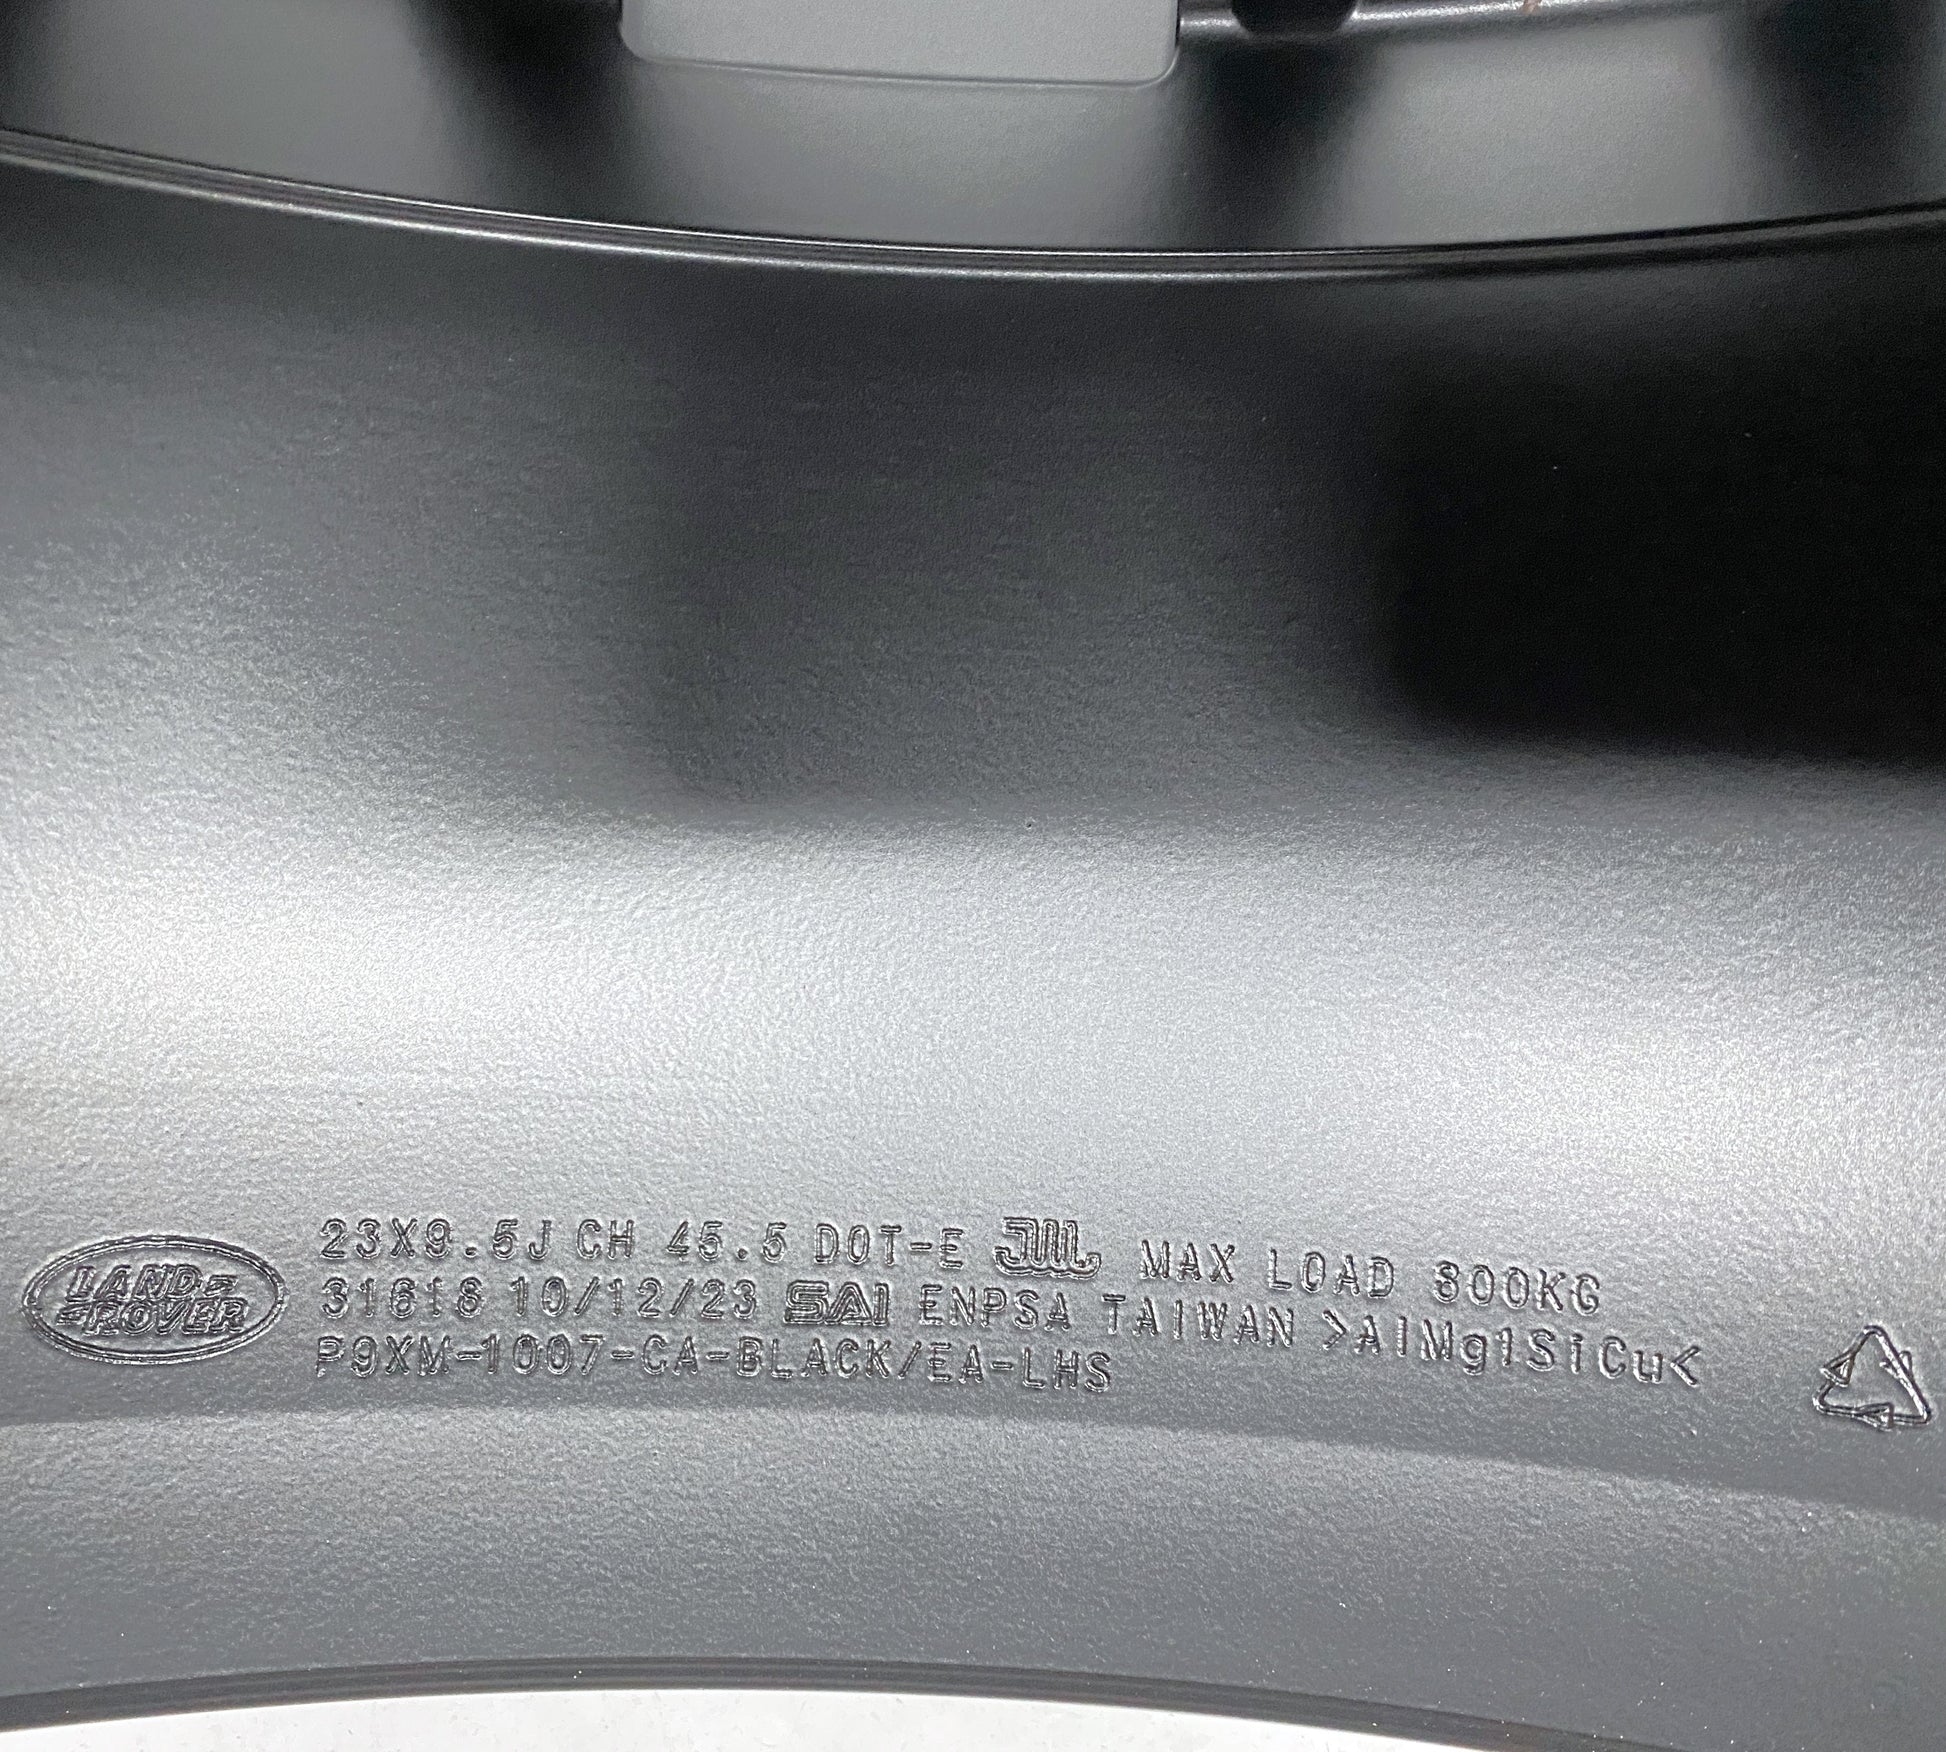 LAND ROVER
23X9.5J CH 45.5 DOT-E JWL MAX LOAD 800KG
31618 10/12/23 SAI ENPSA TAIWAN >AlMg1SiCu<
P9XM-1007-CA-BLACK/EA-LHS